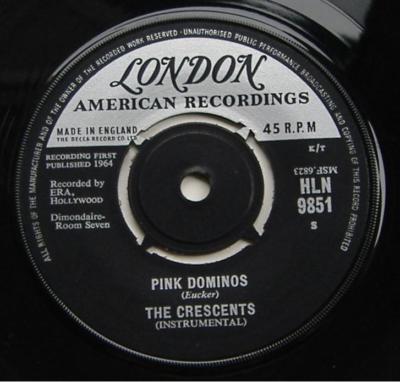 ALL RIGHTS OF THE MANUFACTURER AND OF THE OWNER OF THE RECORDED WORK RESERVED · UNAUTHORISED PUBLIC PERFORMANCE BROADCASTING AND COPYING OF THIS RECORD PROHIBITED
LONDON
AMERICAN RECORDINGS
MADE IN ENGLAND
THE DECCA RECORD CO LTD
45 R.P.M
RECORDING FIRST
PUBLISHED 1964
K/T
MSF.6823
Recorded by
ERA,
HOLLYWOOD
HLN
9851
S
Dimondaire-
Room Seven
PINK DOMINOS
(Eucker)
THE CRESCENTS
(INSTRUMENTAL)